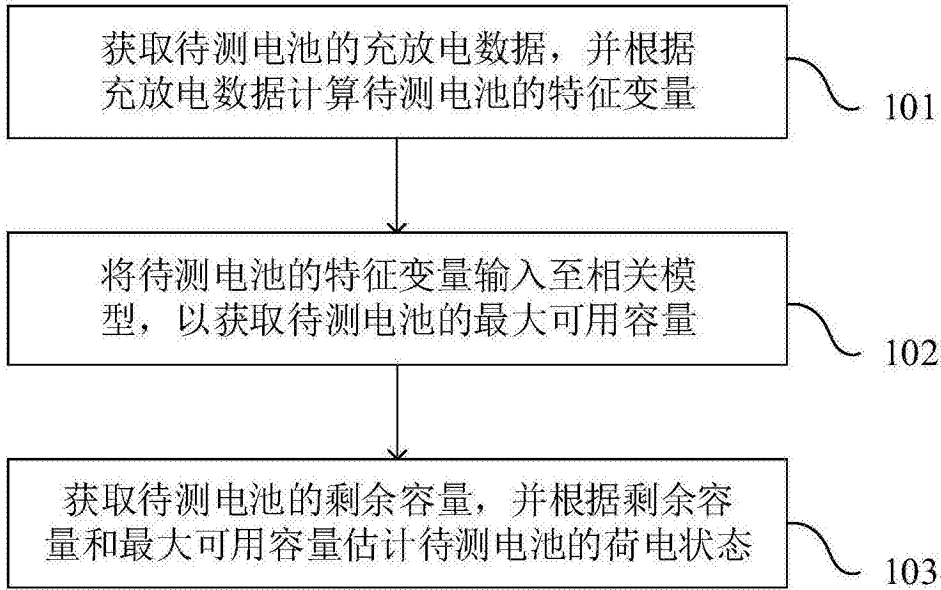 获取待测电池的充放电数据，并根据
充放电数据计算待测电池的特征变量
101
将待测电池的特征变量输入至相关模
型，以获取待测电池的最大可用容量
102
获取待测电池的剩余容量，并根据剩余容
量和最大可用容量估计待测电池的荷电状态
103